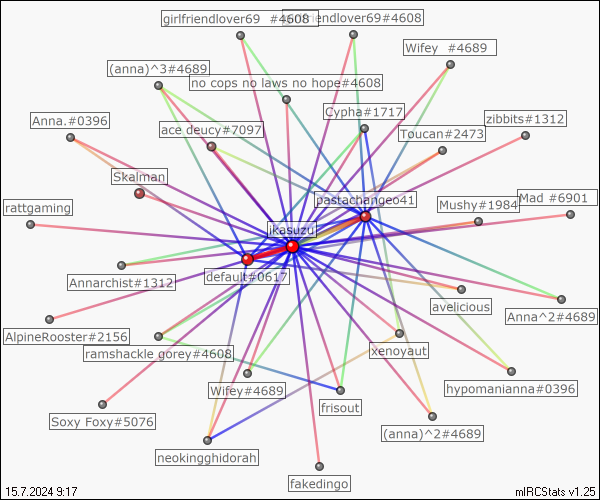 girlfriendlover69  #4608
girlfriendlover69#4608
Wifey  #4689
(anna)^3#4689
no cops no laws no hope#4608
Cypha#1717
zibbits#1312
Anna.#0396
ace deucy#7097
Toucan#2473
Skalman
pastachangeo41
Mad #6901
rattgaming
Mushy#1984
ikasuzu
default#0617
Annarchist#1312
avelicious
Anna^2#4689
AlpineRooster#2156
ramshackle gorey#4608
xenoyaut
Wifey#4689
hypomanianna#0396
frisout
Soxy Foxy#5076
(anna)^2#4689
neokingghidorah
fakedingo
15.7.2024 9:17
mIRCStats v1.25